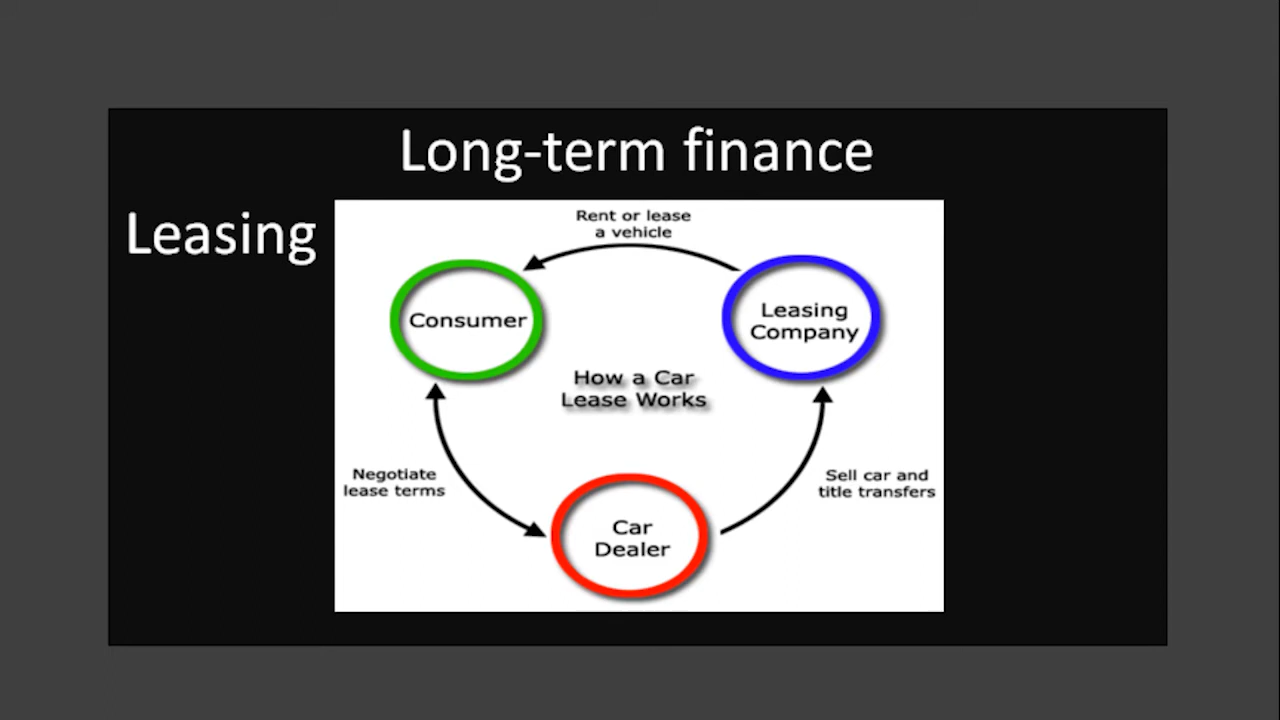 Long-term finance
Leasing
Rent or lease
a vehicle
Consumer
Leasing
Company
How a Car
Lease Works
Negotiate
lease terms
Sell car and
title transfers
Car
Dealer